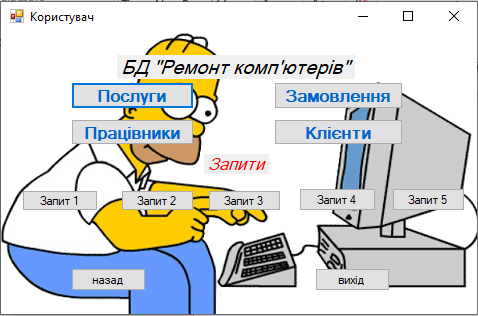 Користувач
БД "Ремонт комп'ютерів"
Послуги Замовлення
Працівники Клієнти
Запити
Запит 1 Запит 2 Запит 3 Запит 4 Запит 5
назад вихід